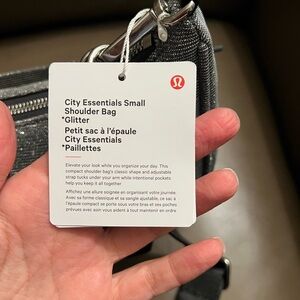 City Essentials Small
Shoulder Bag
*Glitter
Petit sac à l'épaule
City Essentials
*Paillettes
Elevate your look while you organize your day. This
compact shoulder bag's classic shape and adjustable
strap tucks under your arm while intentional pockets
help you keep it all together
Affichez une allure soignée en organisant votre journée.
Avec sa forme classique et sa sangle ajustable, ce sac à
l'épaule compact se porte sous votre bras et ses poches
prévues avec soin vous aident à tout maintenir en ordre